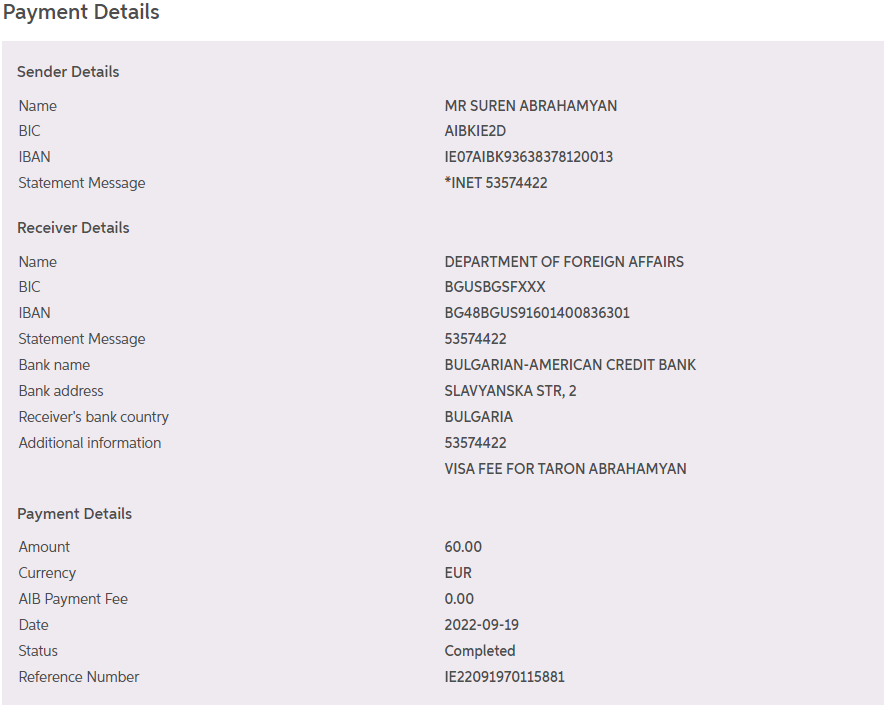 Payment Details
Sender Details
Name MR SUREN ABRAHAMYAN
BIC AIBKIE2D
IBAN IE07AIBK93638378120013
Statement Message *INET 53574422
Receiver Details
Name DEPARTMENT OF FOREIGN AFFAIRS
BIC BGUSBGSFXXX
IBAN BG48BGUS91601400836301
Statement Message 53574422
Bank name BULGARIAN-AMERICAN CREDIT BANK
Bank address SLAVYANSKA STR, 2
Receiver's bank country BULGARIA
Additional information 53574422
VISA FEE FOR TARON ABRAHAMYAN
Payment Details
Amount 60.00
Currency EUR
AIB Payment Fee 0.00
Date 2022-09-19
Status Completed
Reference Number IE22091970115881